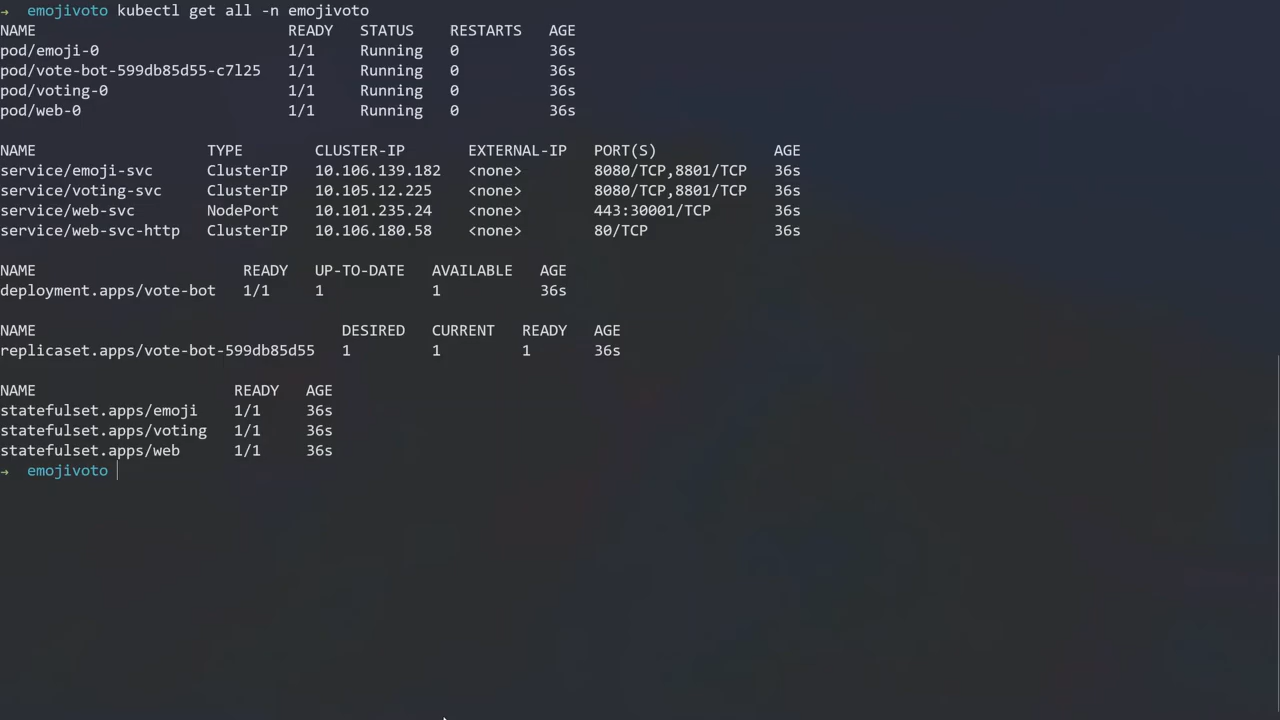 → emojivoto kubectl get all -n emojivoto
NAME READY STATUS RESTARTS AGE
pod/emoji-0 1/1 Running 0 36s
pod/vote-bot-599db85d55-c7l25 1/1 Running 0 36s
pod/voting-0 1/1 Running 0 36s
pod/web-0 1/1 Running 0 36s
NAME TYPE CLUSTER-IP EXTERNAL-IP PORT(S) AGE
service/emoji-svc ClusterIP 10.106.139.182 <none> 8080/TCP,8801/TCP 36s
service/voting-svc ClusterIP 10.105.12.225 <none> 8080/TCP,8801/TCP 36s
service/web-svc NodePort 10.101.235.24 <none> 443:30001/TCP 36s
service/web-svc-http ClusterIP 10.106.180.58 <none> 80/TCP 36s
NAME READY UP-TO-DATE AVAILABLE AGE
deployment.apps/vote-bot 1/1 1 1 36s
NAME DESIRED CURRENT READY AGE
replicaset.apps/vote-bot-599db85d55 1 1 1 36s
NAME READY AGE
statefulset.apps/emoji 1/1 36s
statefulset.apps/voting 1/1 36s
statefulset.apps/web 1/1 36s
→ emojivoto